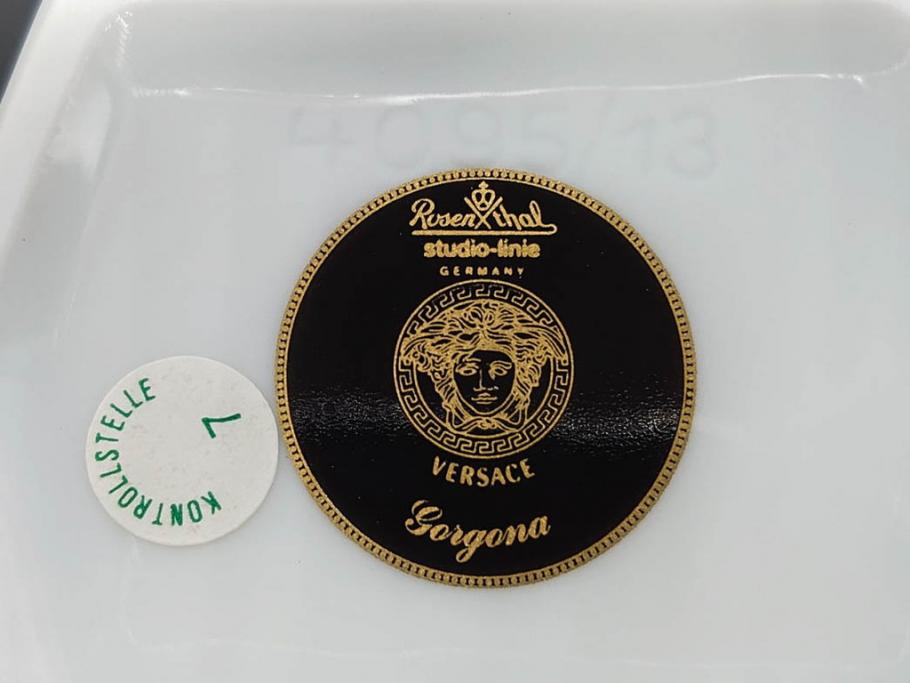 4095/13
Rosenthal
studio-linie
GERMANY
VERSACE
Gorgona
KONTROLLSTELLE
7